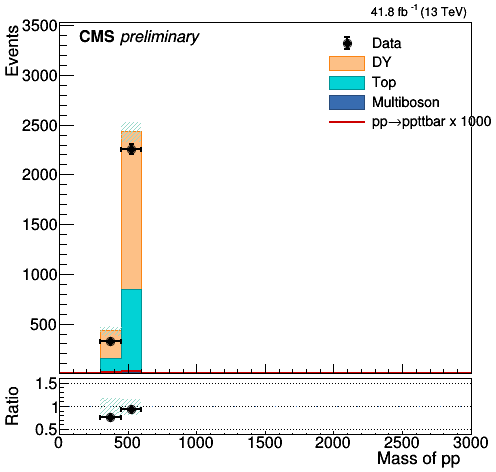 41.8 fb⁻¹ (13 TeV)
CMS preliminary
Data
DY
Top
Multiboson
pp→ppttbar x 1000
Events
3500
3000
2500
2000
1500
1000
500
Ratio
1.5
1
0.5
0 500 1000 1500 2000 2500 3000
Mass of pp